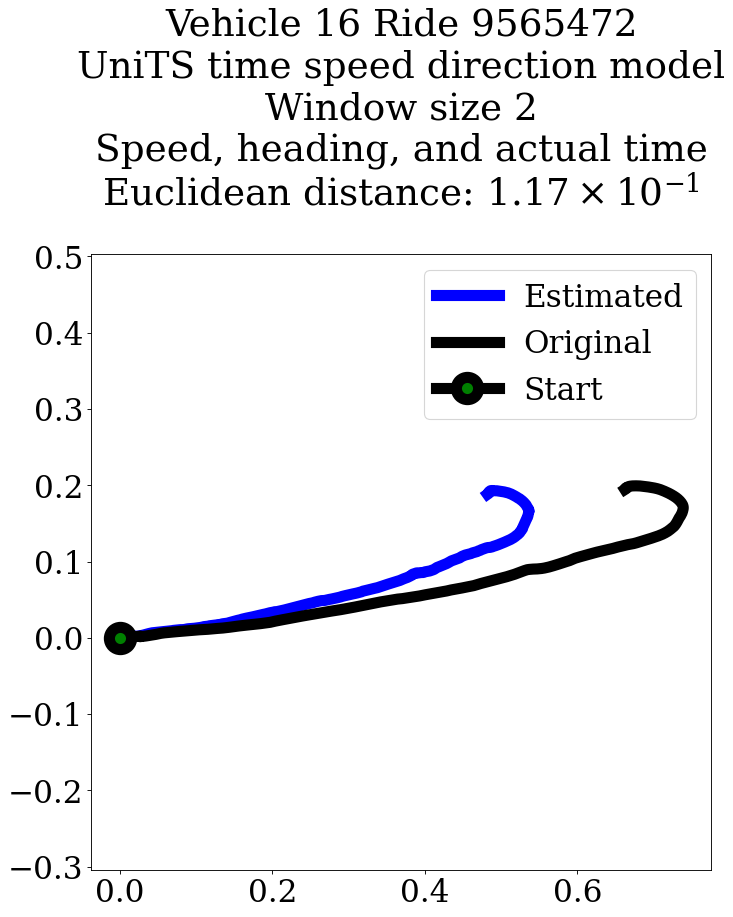 Vehicle 16 Ride 9565472
UniTS time speed direction model
Window size 2
Speed, heading, and actual time
Euclidean distance: 1.17 × 10⁻¹
0.5
Estimated
0.4
Original
0.3
Start
0.2
0.1
0.0
−0.1
−0.2
−0.3
0.0 0.2 0.4 0.6